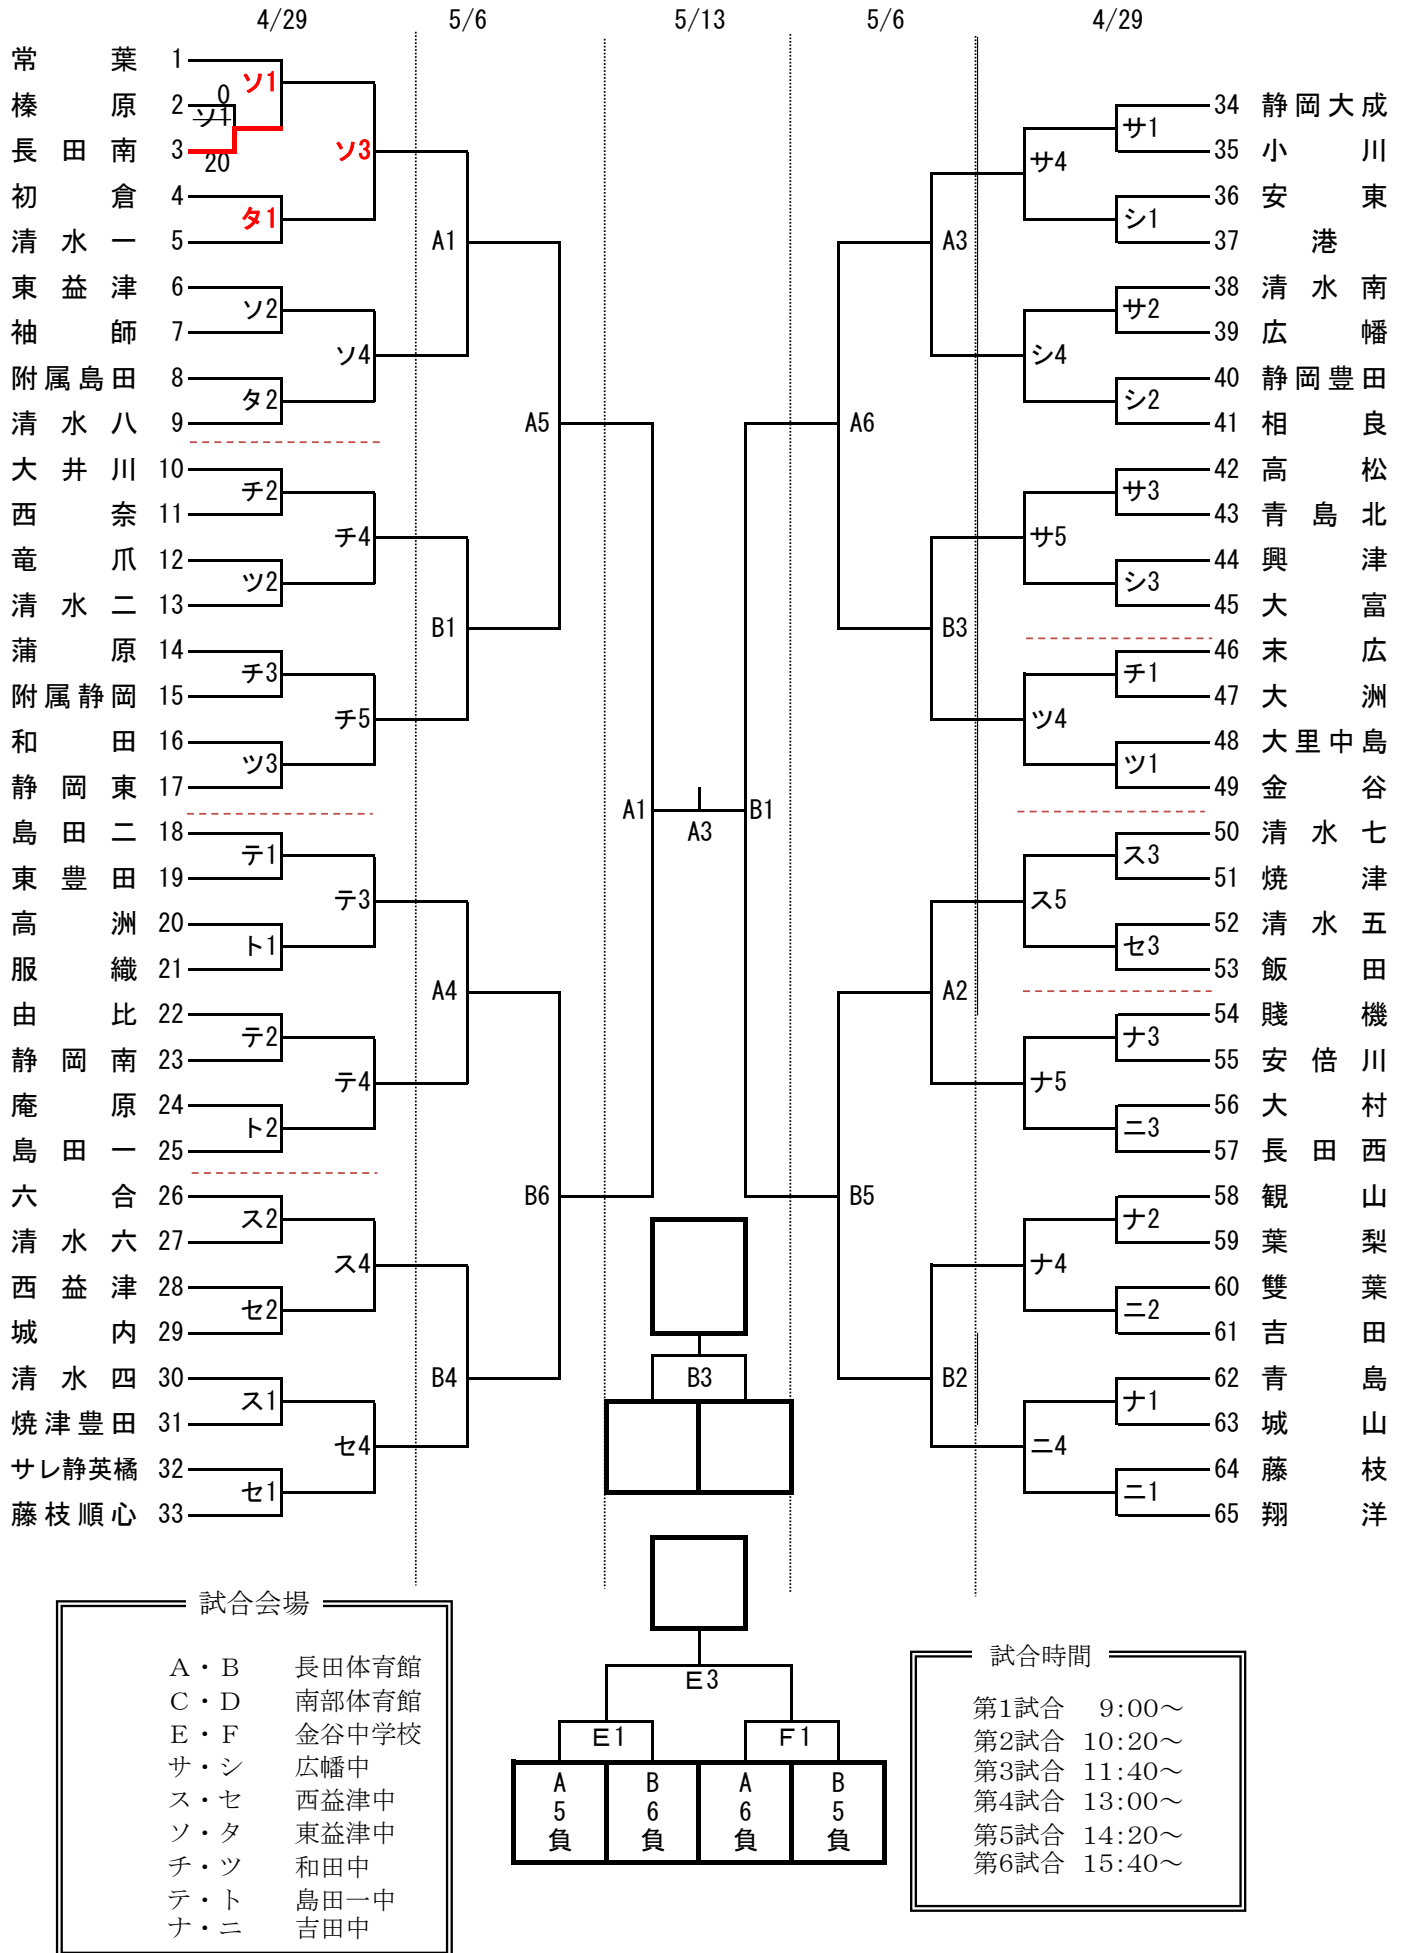 4/29 5/6 5/13 5/6 4/29
常葉 1
ソ1
榛原 2 0
ソ1
長田南 3
20
ソ3
初倉 4
タ1
清水一 5
A1
東益津 6
ソ2
袖師 7
ソ4
附属島田 8
タ2
清水八 9
A5
大井川 10
チ2
西奈 11
チ4
竜爪 12
ツ2
清水二 13
B1
蒲原 14
チ3
附属静岡 15
チ5
和田 16
ツ3
静岡東 17
A1
島田二 18
テ1
東豊田 19
テ3
高洲 20
ト1
服織 21
A4
由比 22
テ2
静岡南 23
テ4
庵原 24
ト2
島田一 25
B6
六合 26
ス2
清水六 27
ス4
西益津 28
セ2
城内 29
B4
清水四 30
ス1
焼津豊田 31
セ4
サレ静英橘 32
セ1
藤枝順心 33
A3
B3
34 静岡大成
サ1
35 小川
サ4
36 安東
シ1
37 港
A3
38 清水南
サ2
39 広幡
シ4
40 静岡豊田
シ2
41 相良
A6
42 高松
サ3
43 青島北
サ5
44 興津
シ3
45 大富
B3
46 末広
チ1
47 大洲
ツ4
48 大里中島
ツ1
49 金谷
B1
50 清水七
ス3
51 焼津
ス5
52 清水五
セ3
53 飯田
A2
54 賤機
ナ3
55 安倍川
ナ5
56 大村
ニ3
57 長田西
B5
58 観山
ナ2
59 葉梨
ナ4
60 雙葉
ニ2
61 吉田
B2
62 青島
ナ1
63 城山
ニ4
64 藤枝
ニ1
65 翔洋
試合会場
A・B 長田体育館
C・D 南部体育館
E・F 金谷中学校
サ・シ 広幡中
ス・セ 西益津中
ソ・タ 東益津中
チ・ツ 和田中
テ・ト 島田一中
ナ・ニ 吉田中
E3
E1 F1
A5負 B6負 A6負 B5負
試合時間
第1試合 9:00～
第2試合 10:20～
第3試合 11:40～
第4試合 13:00～
第5試合 14:20～
第6試合 15:40～